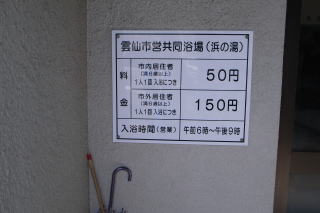 雲仙市営共同浴場(浜の湯)
料金
市内居住者
(満6歳以上)
1人1回入浴につき
50円
市外居住者
(満6歳以上)
1人1回入浴につき
150円
入浴時間(営業)
午前6時〜午後9時